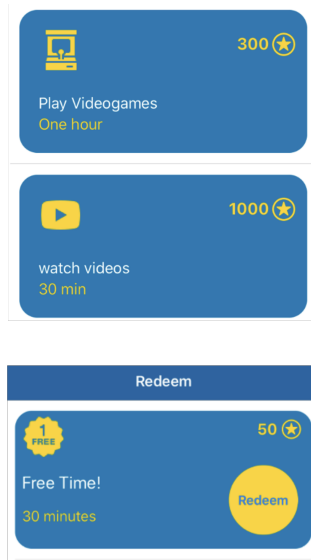 300
Play Videogames
One hour
1000
watch videos
30 min
Redeem
1
FREE
50
Free Time!
Redeem
30 minutes